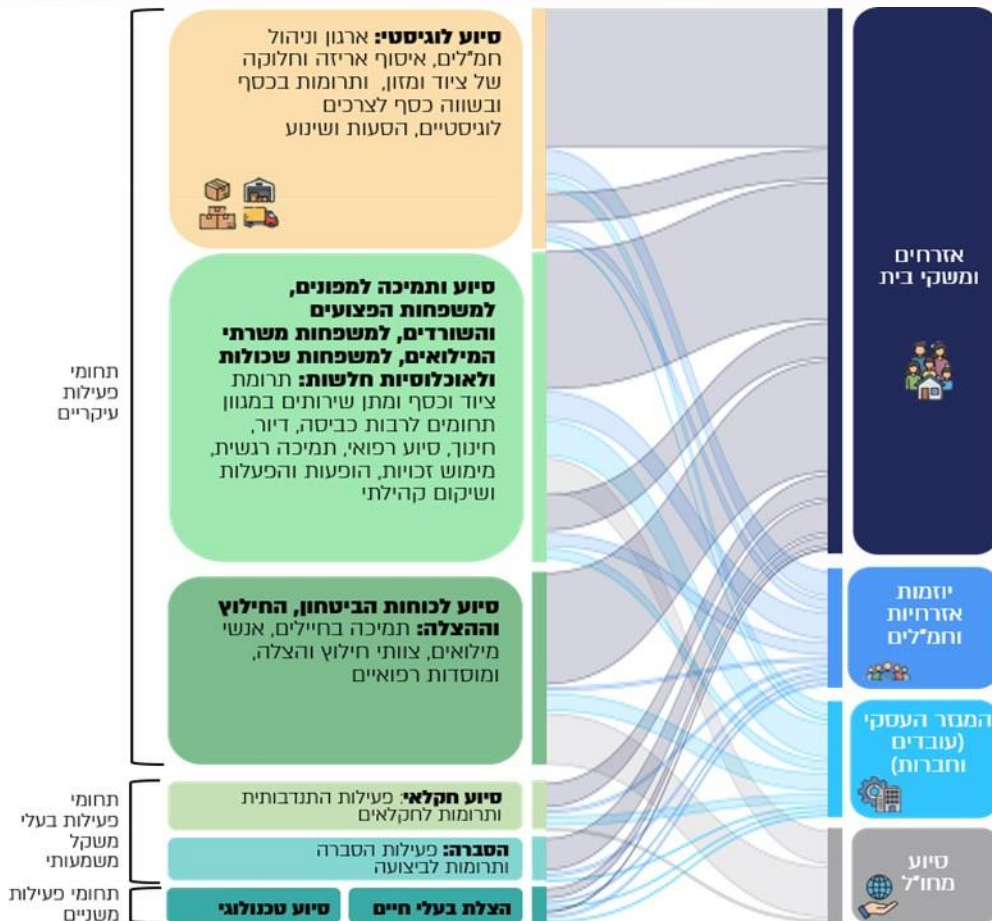 סיוע לוגיסטי: ארגון וניהול
חמ"לים, איסוף אריזה וחלוקה
של ציוד ומזון, ותרומות בכסף
ובשווה כסף לצרכים
לוגיסטיים, הסעות ושינוע
סיוע ותמיכה למפונים,
למשפחות הפצועים
והשורדים, למשפחות משרתי
המילואים, למשפחות שכולות
ולאוכלוסיות חלשות: תרומת
ציוד וכסף ומתן שירותים במגוון
תחומים לרבות כביסה, דיור,
חינוך, סיוע רפואי, תמיכה רגשית,
מימוש זכויות, הופעות והפעלות
ושיקום קהילתי
סיוע לכוחות הביטחון, החילוץ
וההצלה: תמיכה בחיילים, אנשי
מילואים, צוותי חילוץ והצלה,
ומוסדות רפואיים
תחומי
פעילות
עיקריים
סיוע חקלאי: פעילות התנדבותית
ותרומות לחקלאים
הסברה: פעילות הסברה
ותרומות לביצועה
תחומי
פעילות בעלי
משקל
משמעותי
הצלת בעלי חיים
סיוע טכנולוגי
תחומי פעילות
משניים
אזרחים
ומשקי בית
יוזמות
אזרחיות
וחמ"לים
המגזר העסקי
(עובדים
וחברות)
סיוע
מחו"ל